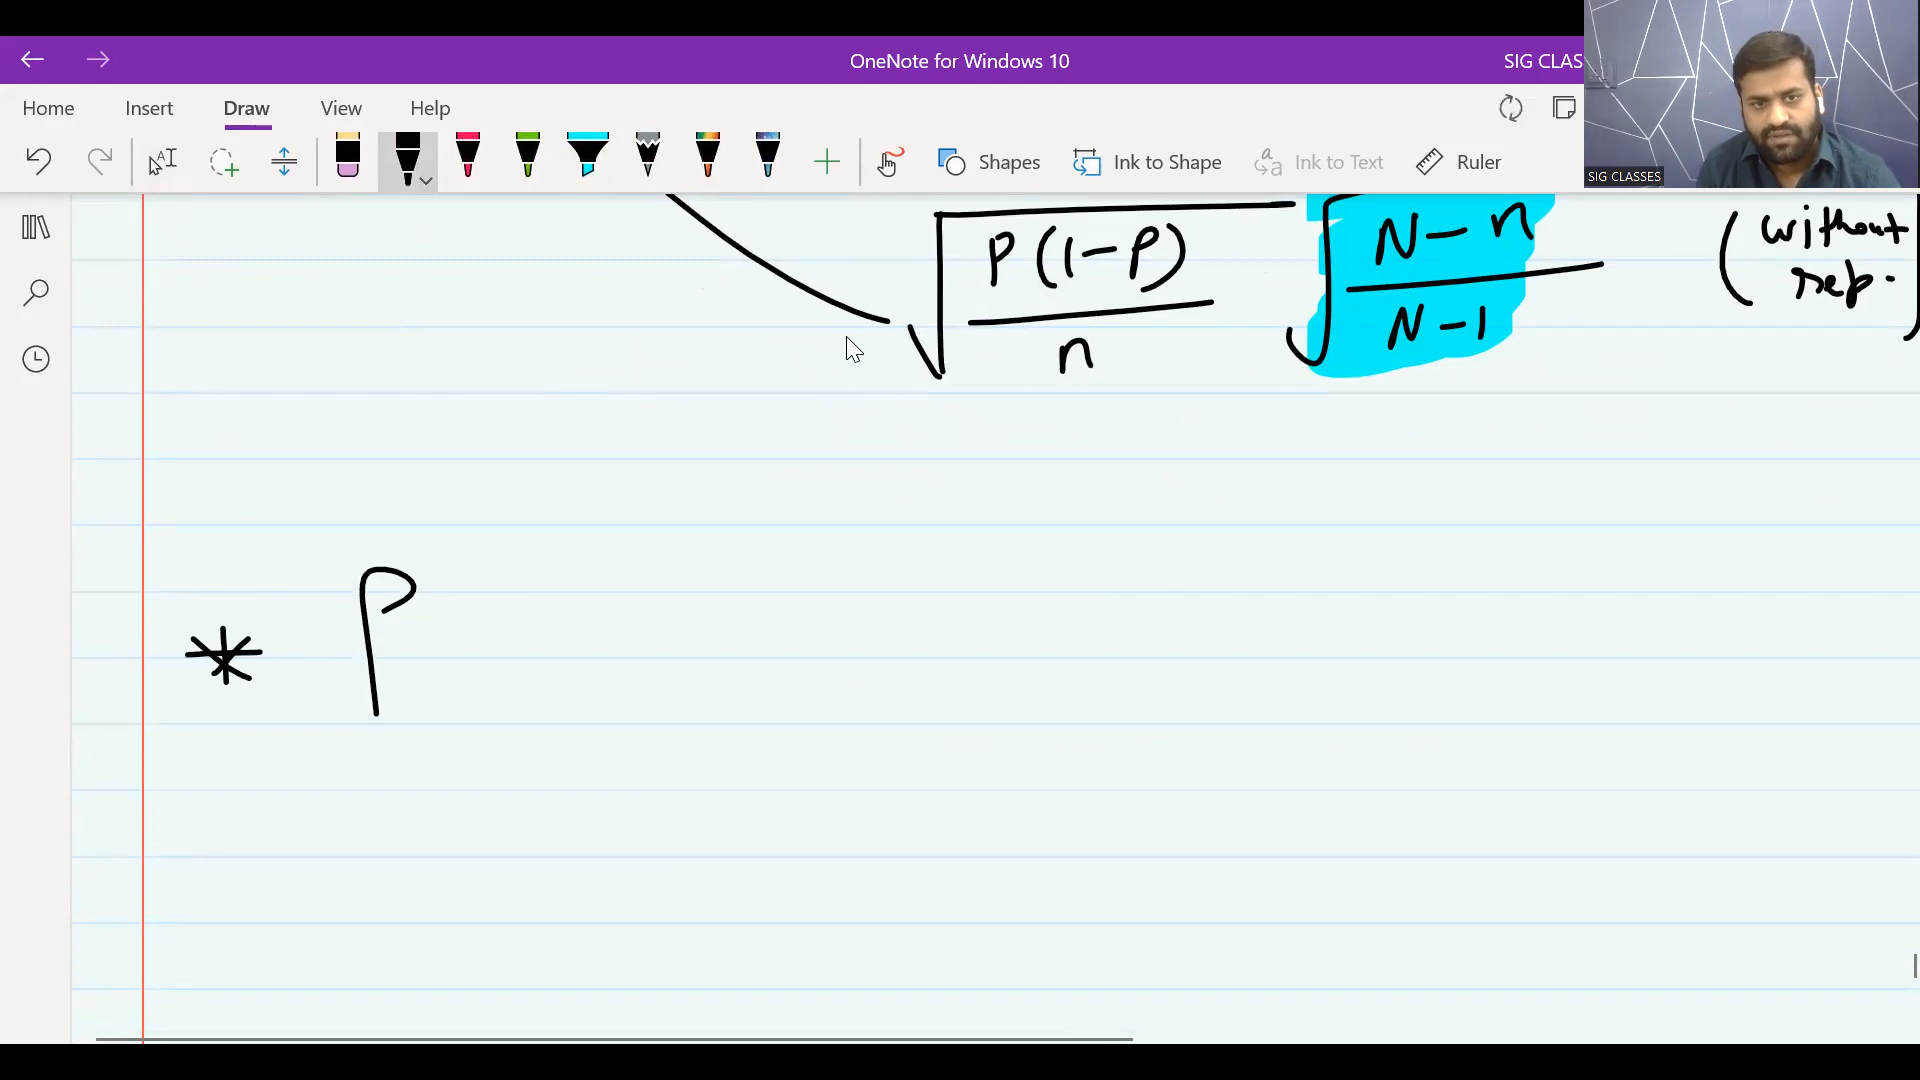 OneNote for Windows 10
SIG CLAS
Home Insert Draw View Help
Shapes Ink to Shape Ink to Text Ruler
SIG CLASSES
√(P(1-P)/n) √(N-n/N-1) (without rep.)
* P